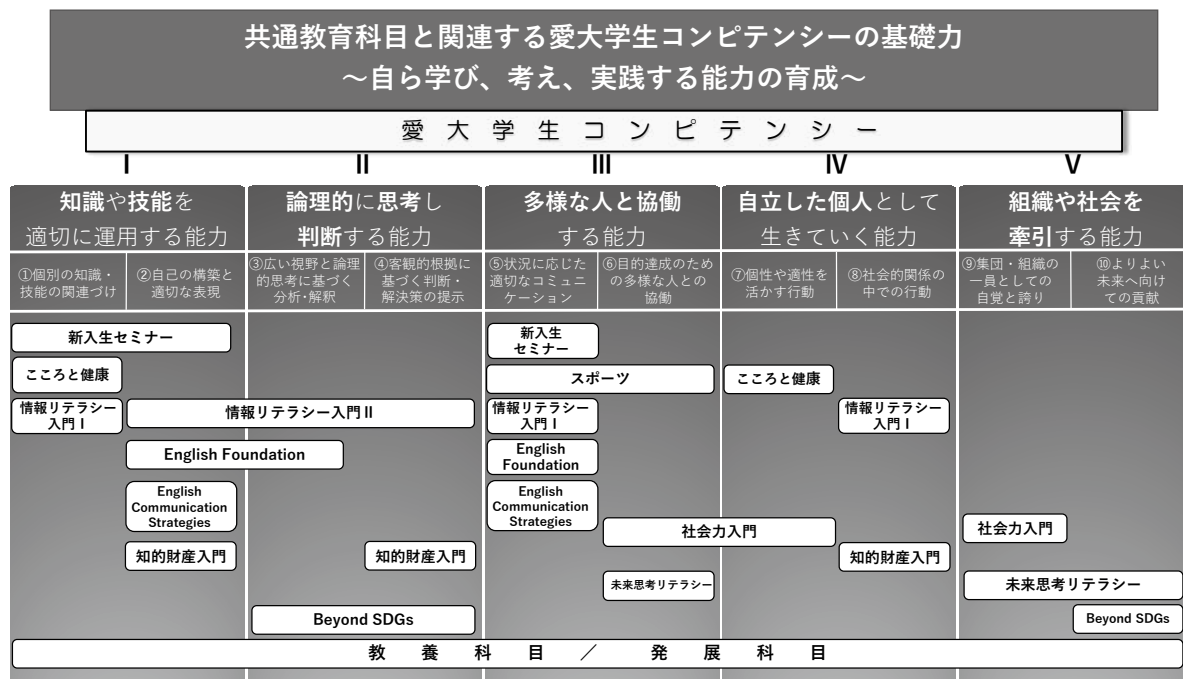 共通教育科目と関連する愛大学生コンピテンシーの基礎力
～自ら学び、考え、実践する能力の育成～
愛大学生コンピテンシー
Ⅰ
Ⅱ
Ⅲ
Ⅳ
Ⅴ
知識や技能を
適切に運用する能力
論理的に思考し
判断する能力
多様な人と協働
する能力
自立した個人として
生きていく能力
組織や社会を
牽引する能力
①個別の知識・
技能の関連づけ
②自己の構築と
適切な表現
③広い視野と論理
的思考に基づく
分析・解釈
④客観的根拠に
基づく判断・
解決策の提示
⑤状況に応じた
適切なコミュニ
ケーション
⑥目的達成のため
の多様な人との
協働
⑦個性や適性を
活かす行動
⑧社会的関係の
中での行動
⑨集団・組織の
一員としての
自覚と誇り
⑩よりよい
未来へ向け
ての貢献
新入生セミナー
新入生
セミナー
こころと健康
スポーツ
こころと健康
情報リテラシー
入門Ⅰ
情報リテラシー入門Ⅱ
情報リテラシー
入門Ⅰ
情報リテラシー
入門Ⅰ
English Foundation
English
Foundation
English
Communication
Strategies
English
Communication
Strategies
社会力入門
社会力入門
知的財産入門
知的財産入門
知的財産入門
未来思考リテラシー
未来思考リテラシー
Beyond SDGs
Beyond SDGs
教養科目／発展科目